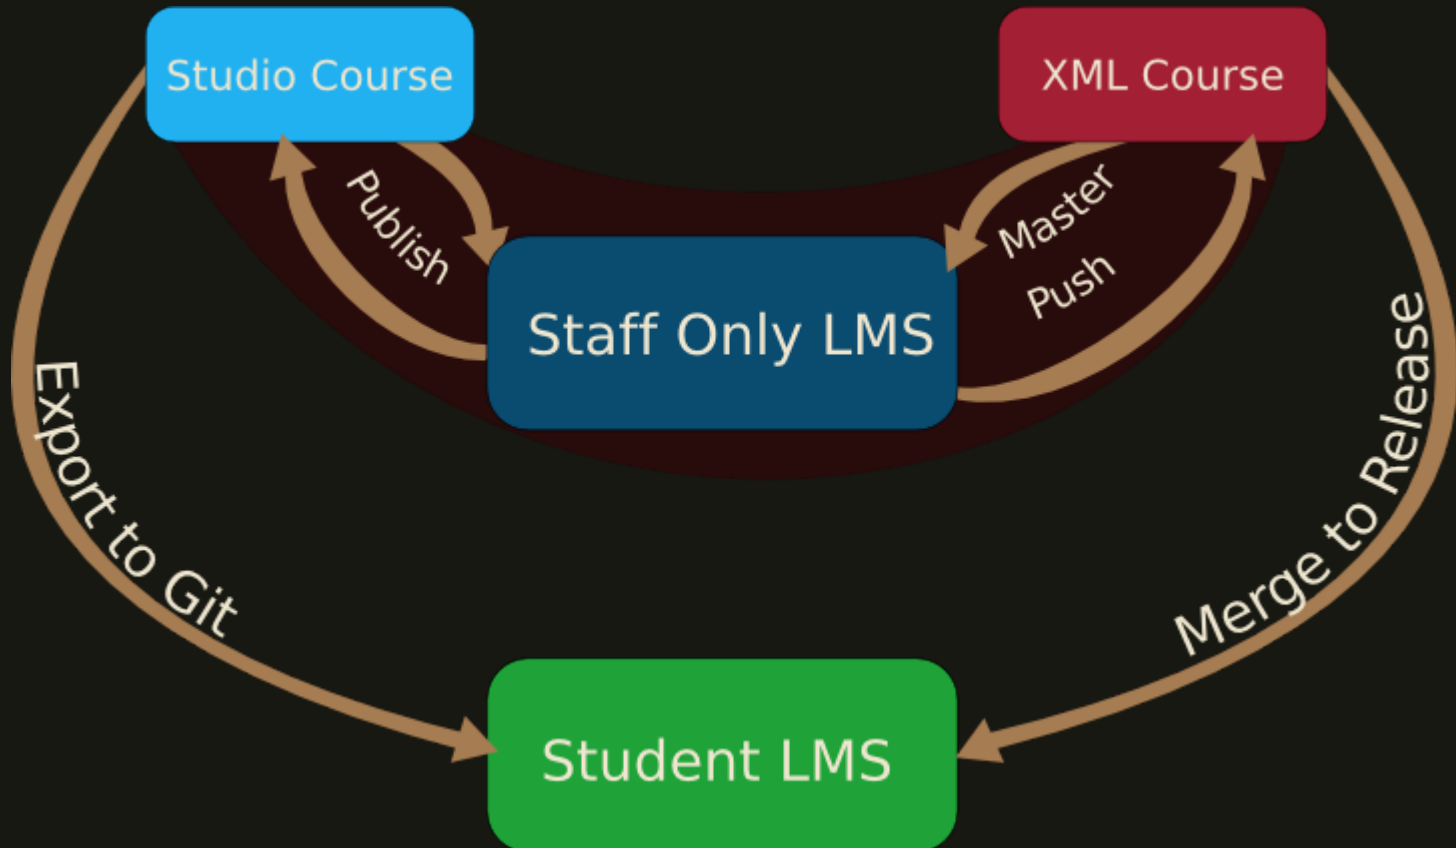 Studio Course
XML Course
Publish
Master
Push
Staff Only LMS
Export to Git
Merge to Release
Student LMS